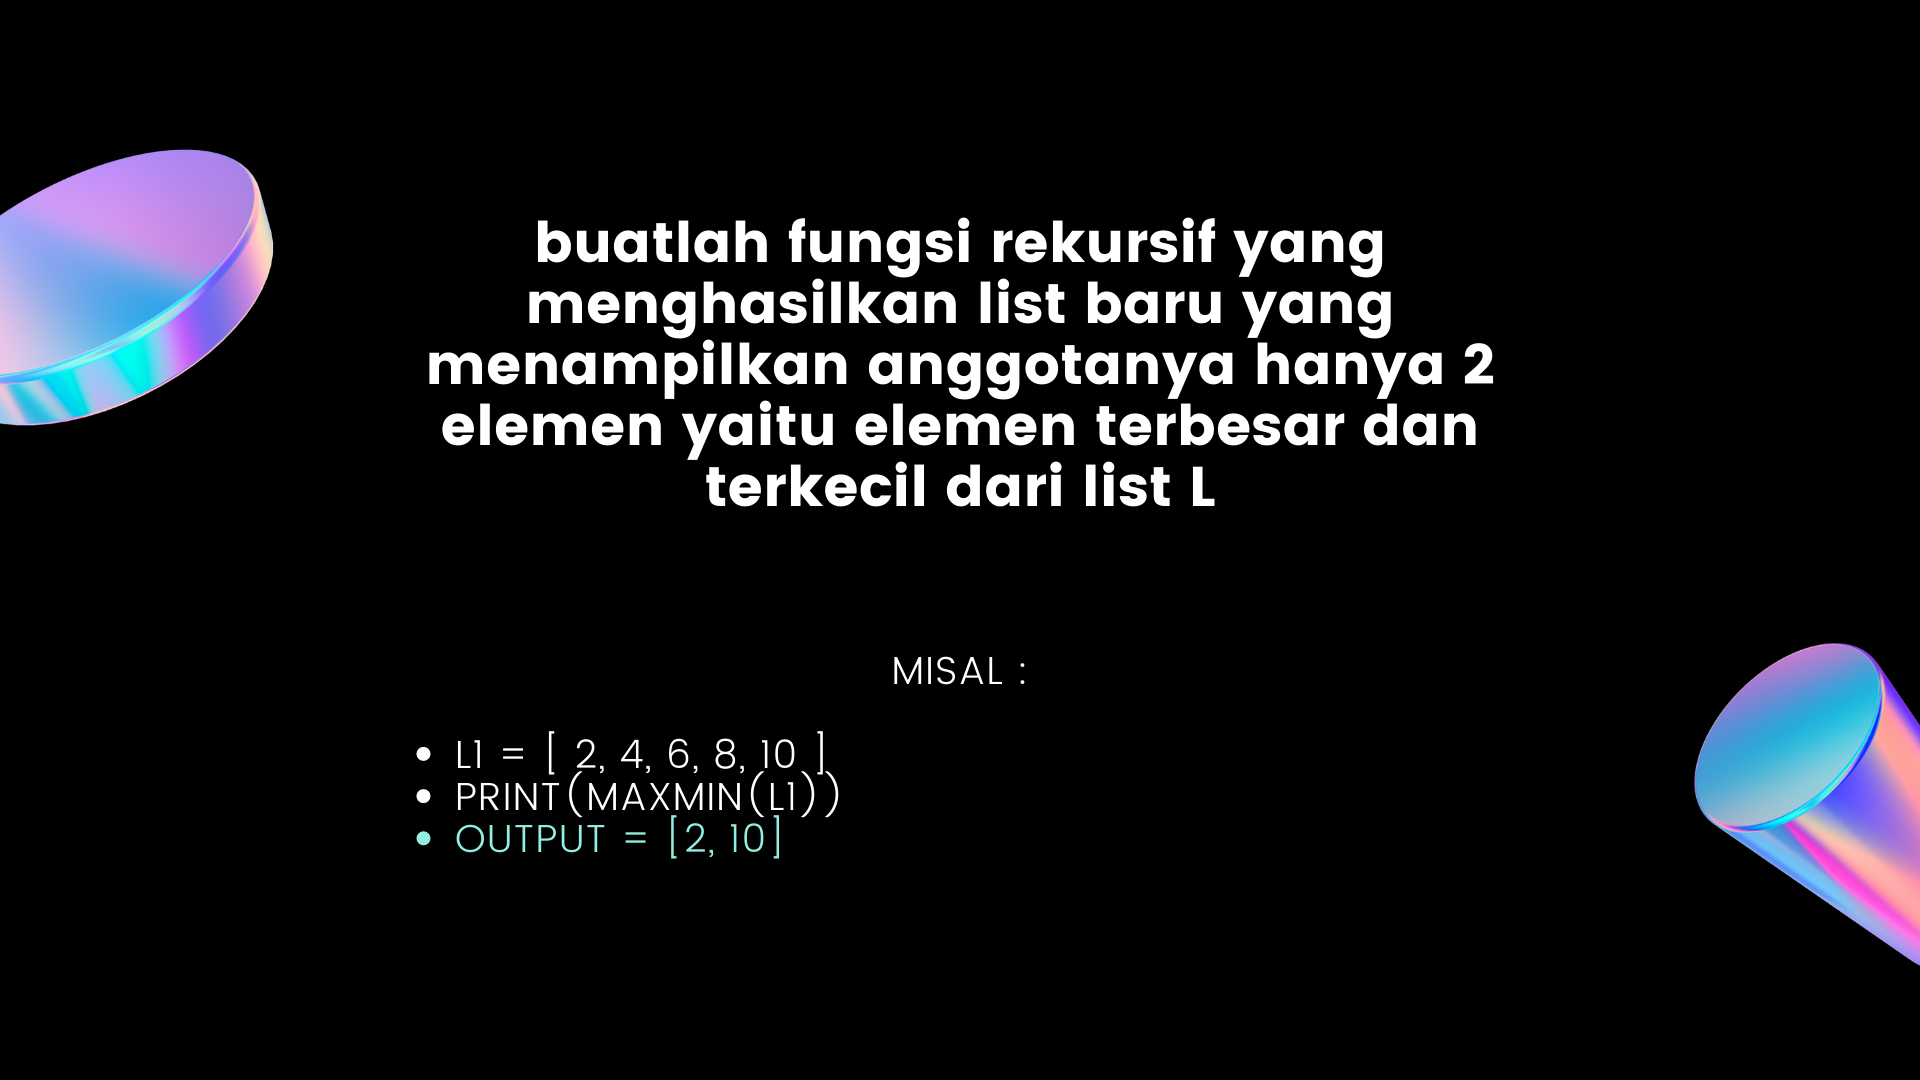 buatlah fungsi rekursif yang
menghasilkan list baru yang
menampilkan anggotanya hanya 2
elemen yaitu elemen terbesar dan
terkecil dari list L
MISAL :
• L1 = [ 2, 4, 6, 8, 10 ]
• PRINT(MAXMIN(L1))
• OUTPUT = [2, 10]